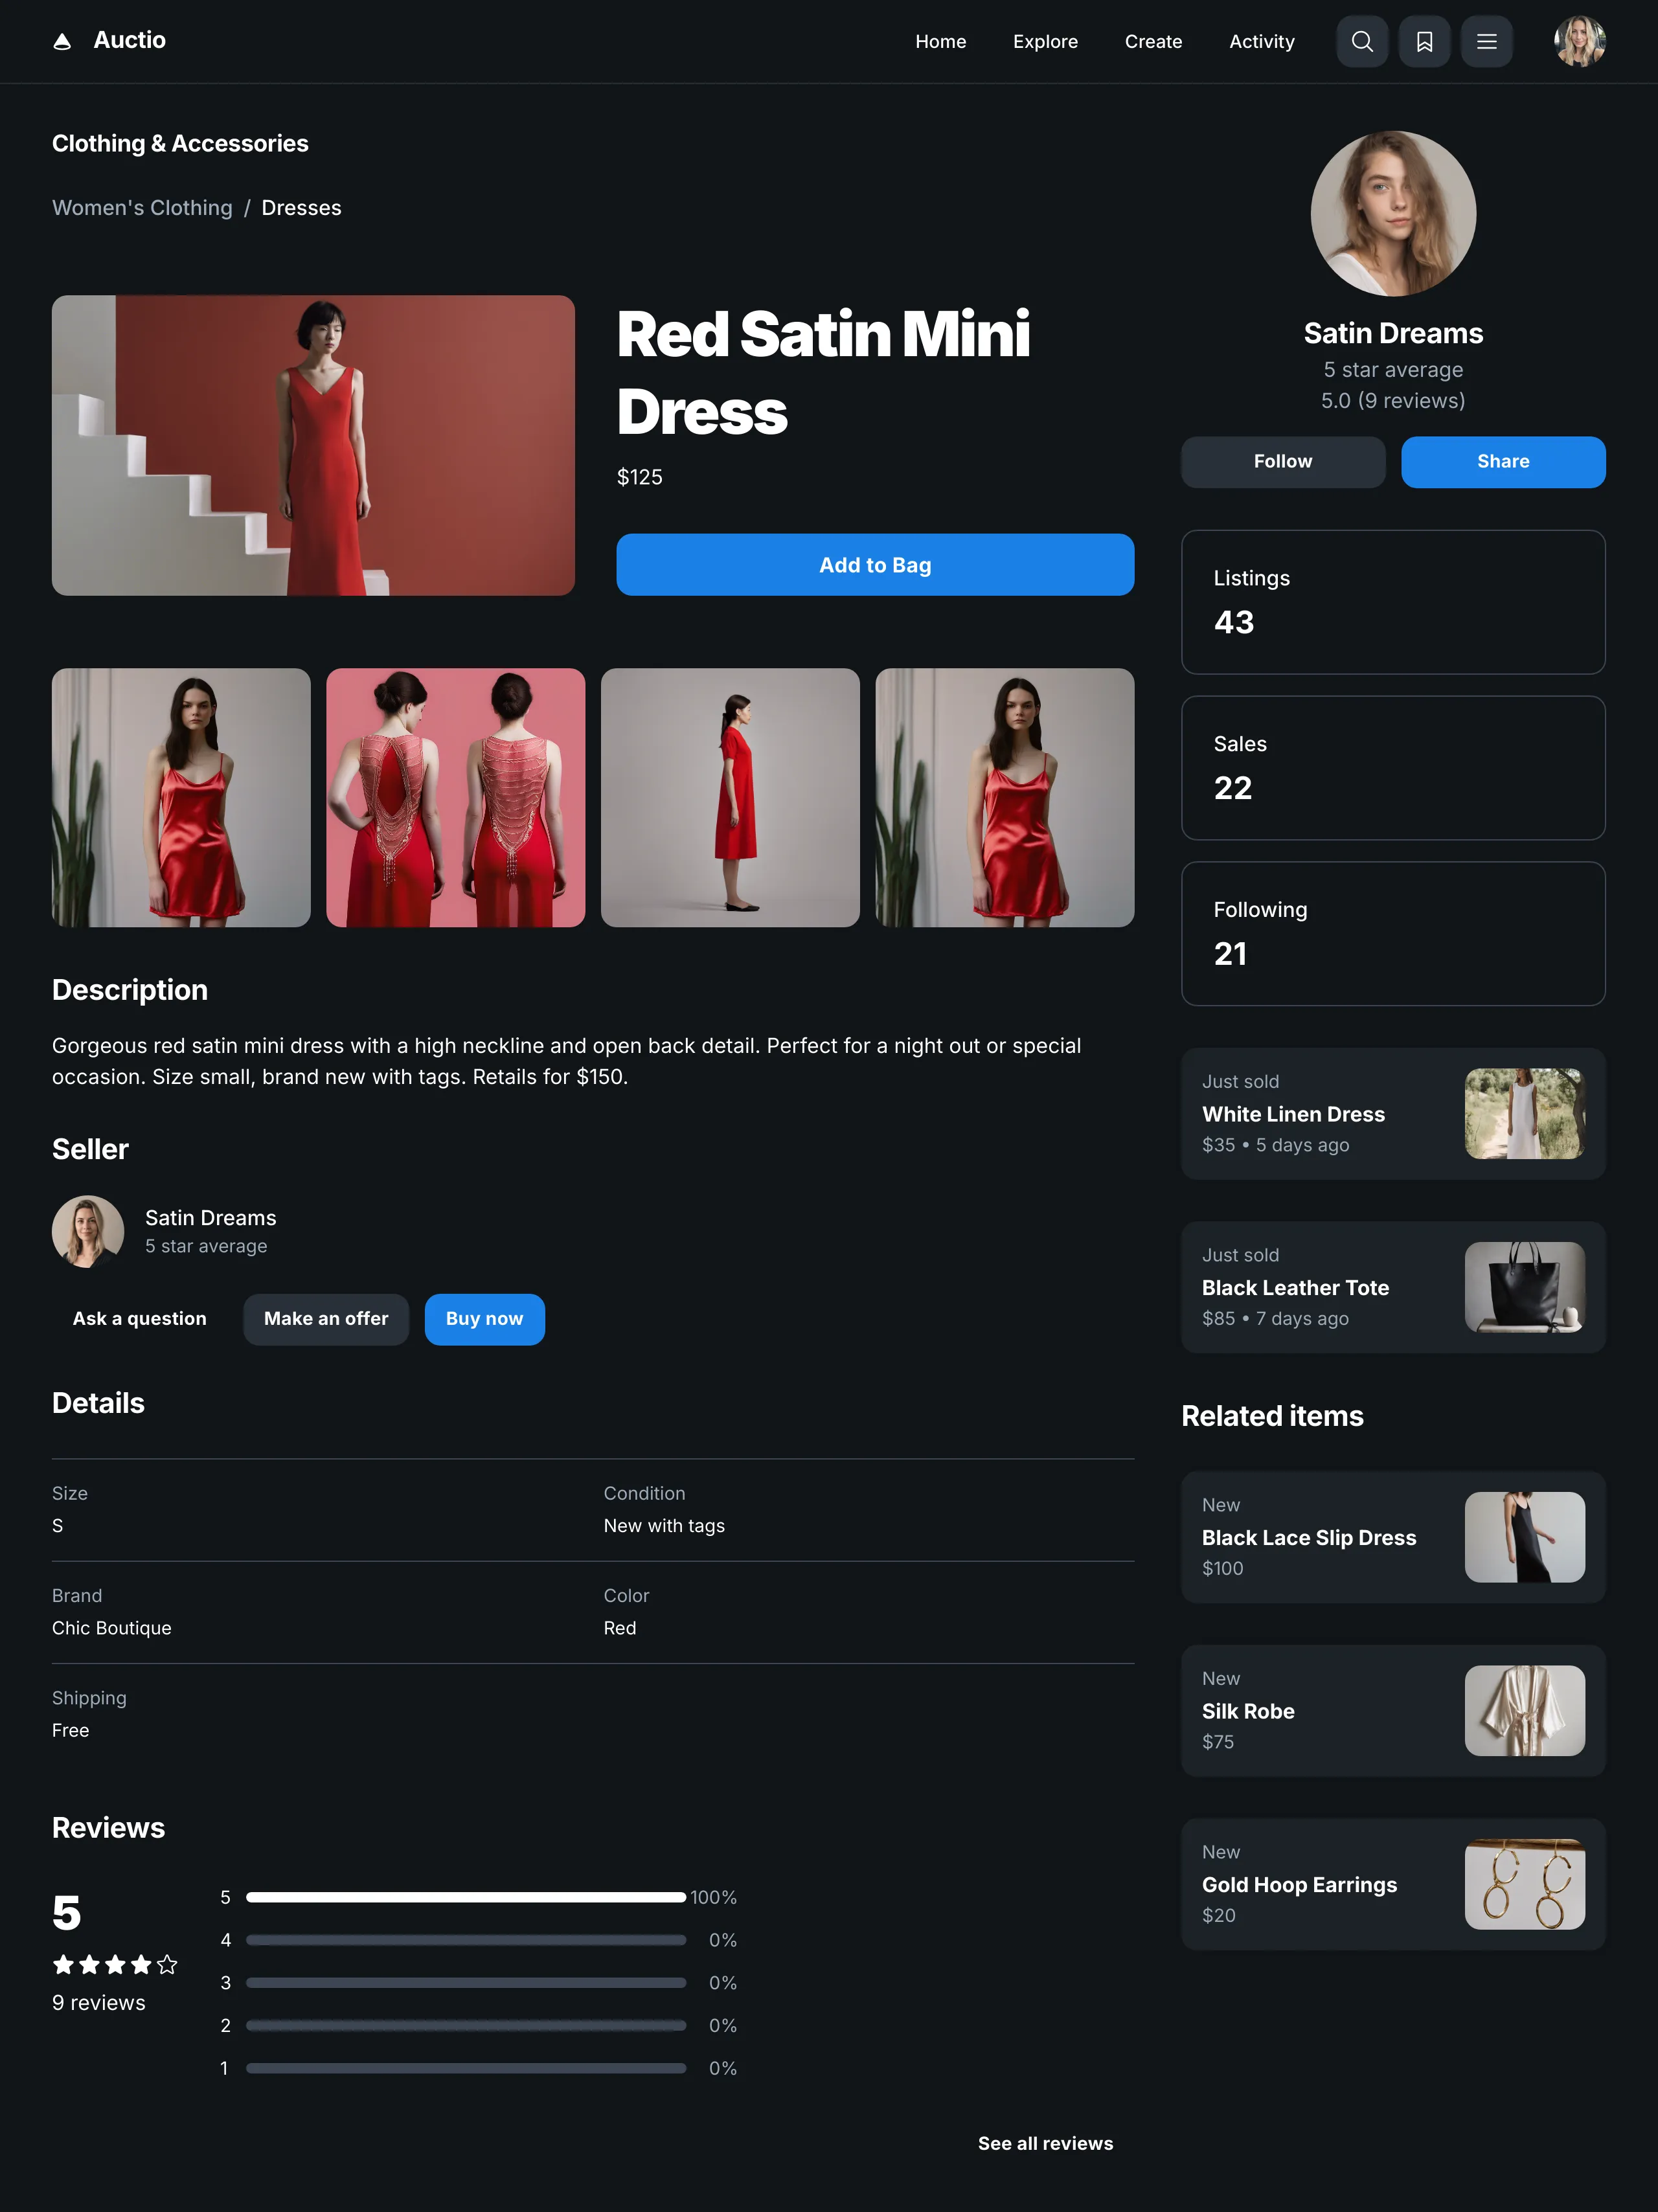 Auctio
Home
Explore
Create
Activity
Clothing & Accessories
Women's Clothing / Dresses
Red Satin Mini
Dress
$125
Add to Bag
Description
Gorgeous red satin mini dress with a high neckline and open back detail. Perfect for a night out or special
occasion. Size small, brand new with tags. Retails for $150.
Seller
Satin Dreams
5 star average
Ask a question
Make an offer
Buy now
Details
Size
S
Condition
New with tags
Brand
Chic Boutique
Color
Red
Shipping
Free
Reviews
5
9 reviews
5 100%
4 0%
3 0%
2 0%
1 0%
See all reviews
Satin Dreams
5 star average
5.0 (9 reviews)
Follow
Share
Listings
43
Sales
22
Following
21
Just sold
White Linen Dress
$35 • 5 days ago
Just sold
Black Leather Tote
$85 • 7 days ago
Related items
New
Black Lace Slip Dress
$100
New
Silk Robe
$75
New
Gold Hoop Earrings
$20